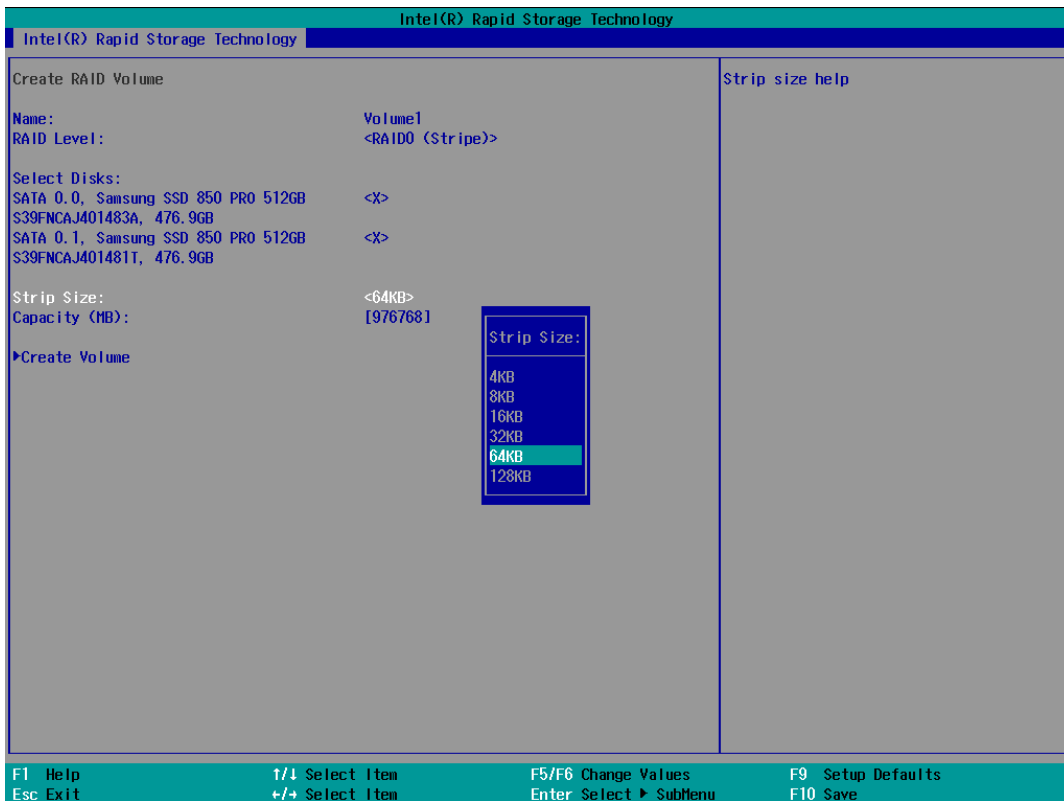 Intel(R) Rapid Storage Technology
Intel(R) Rapid Storage Technology
Create RAID Volume
Strip size help
Name: Volume1
RAID Level: <RAID0 (Stripe)>
Select Disks:
SATA 0.0, Samsung SSD 850 PRO 512GB <X>
S39FNCAJ401483A, 476.9GB
SATA 0.1, Samsung SSD 850 PRO 512GB <X>
S39FNCAJ401481T, 476.9GB
Strip Size: <64KB>
Capacity (MB): [976768]
▶Create Volume
Strip Size:
4KB
8KB
16KB
32KB
64KB
128KB
F1 Help ↑/↓ Select Item F5/F6 Change Values F9 Setup Defaults
Esc Exit ←/→ Select Item Enter Select ▶ SubMenu F10 Save